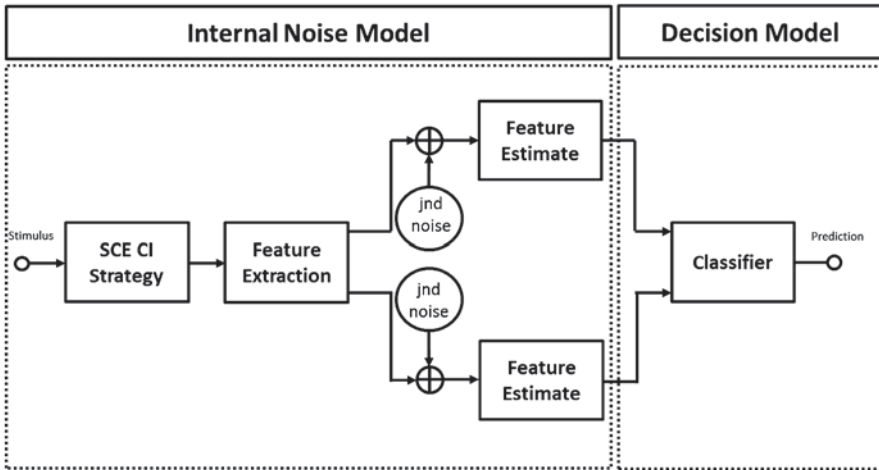 Internal Noise Model
Decision Model
Stimulus
SCE CI
Strategy
Feature
Extraction
jnd
noise
Feature
Estimate
jnd
noise
Feature
Estimate
Classifier
Prediction